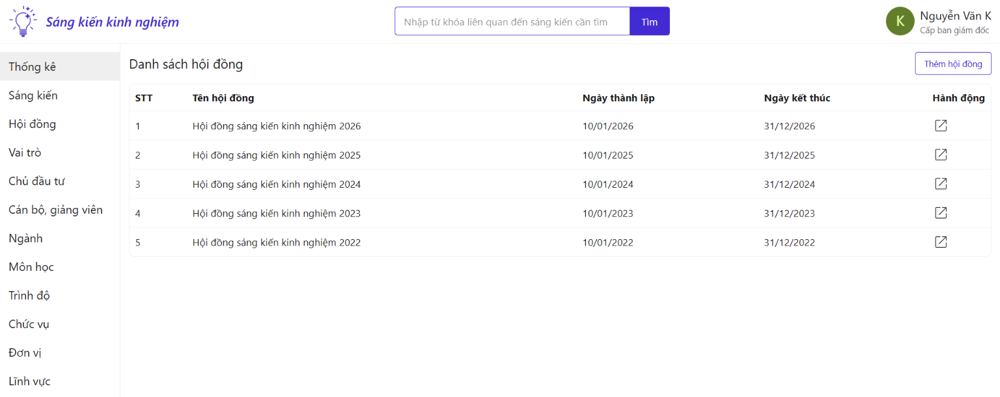 Sáng kiến kinh nghiệm
Nhập từ khóa liên quan đến sáng kiến cần tìm
Tìm
K
Nguyễn Văn K
Cấp ban giám đốc
Thống kê
Sáng kiến
Hội đồng
Vai trò
Chủ đầu tư
Cán bộ, giảng viên
Ngành
Môn học
Trình độ
Chức vụ
Đơn vị
Lĩnh vực
Danh sách hội đồng
Thêm hội đồng
STT Tên hội đồng Ngày thành lập Ngày kết thúc Hành động
1 Hội đồng sáng kiến kinh nghiệm 2026 10/01/2026 31/12/2026
2 Hội đồng sáng kiến kinh nghiệm 2025 10/01/2025 31/12/2025
3 Hội đồng sáng kiến kinh nghiệm 2024 10/01/2024 31/12/2024
4 Hội đồng sáng kiến kinh nghiệm 2023 10/01/2023 31/12/2023
5 Hội đồng sáng kiến kinh nghiệm 2022 10/01/2022 31/12/2022